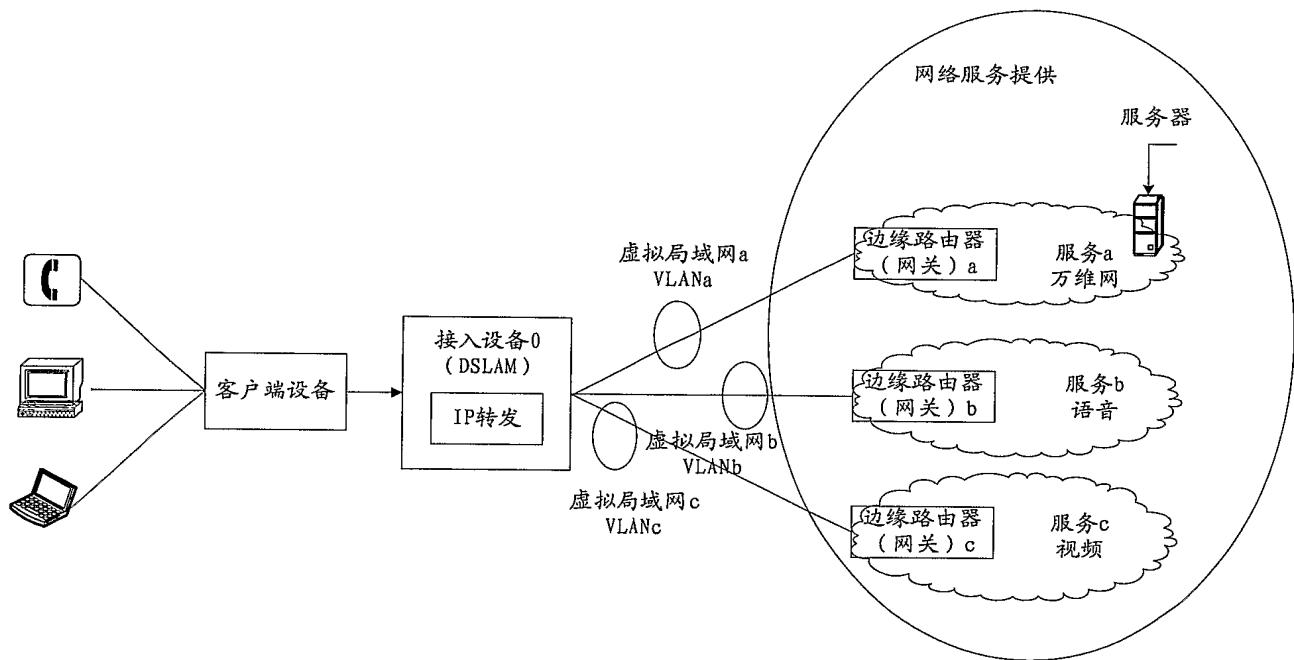 网络服务提供
服务器
边缘路由器
（网关）a
服务a
万维网
虚拟局域网a
VLANa
接入设备0
（DSLAM）
IP转发
客户端设备
边缘路由器
（网关）b
服务b
语音
虚拟局域网b
VLANb
虚拟局域网c
VLANc
边缘路由器
（网关）c
服务c
视频